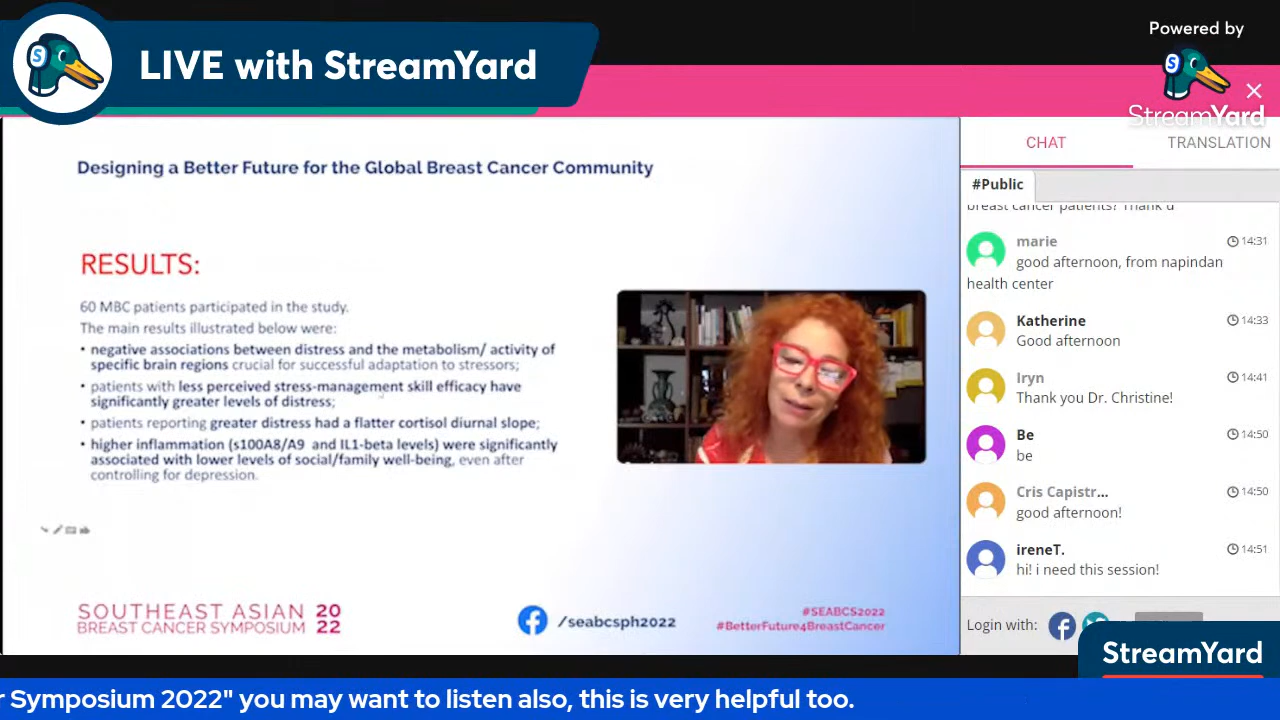 LIVE with StreamYard
Powered by
StreamYard
Designing a Better Future for the Global Breast Cancer Community
RESULTS:
60 MBC patients participated in the study.
The main results illustrated below were:
• negative associations between distress and the metabolism/ activity of
specific brain regions crucial for successful adaptation to stressors;
• patients with less perceived stress-management skill efficacy have
significantly greater levels of distress;
• patients reporting greater distress had a flatter cortisol diurnal slope;
• higher inflammation (s100A8/A9 and IL1-beta levels) were significantly
associated with lower levels of social/family well-being, even after
controlling for depression.
SOUTHEAST ASIAN 20
BREAST CANCER SYMPOSIUM 22
/seabcsph2022
#SEABCS2022
#BetterFuture4BreastCancer
CHAT
TRANSLATION
#Public
breast cancer patients? Thank u
marie 14:31
good afternoon, from napindan
health center
Katherine 14:33
Good afternoon
Iryn 14:41
Thank you Dr. Christine!
Be 14:50
be
Cris Capistr... 14:50
good afternoon!
ireneT. 14:51
hi! i need this session!
Login with:
StreamYard
r Symposium 2022" you may want to listen also, this is very helpful too.